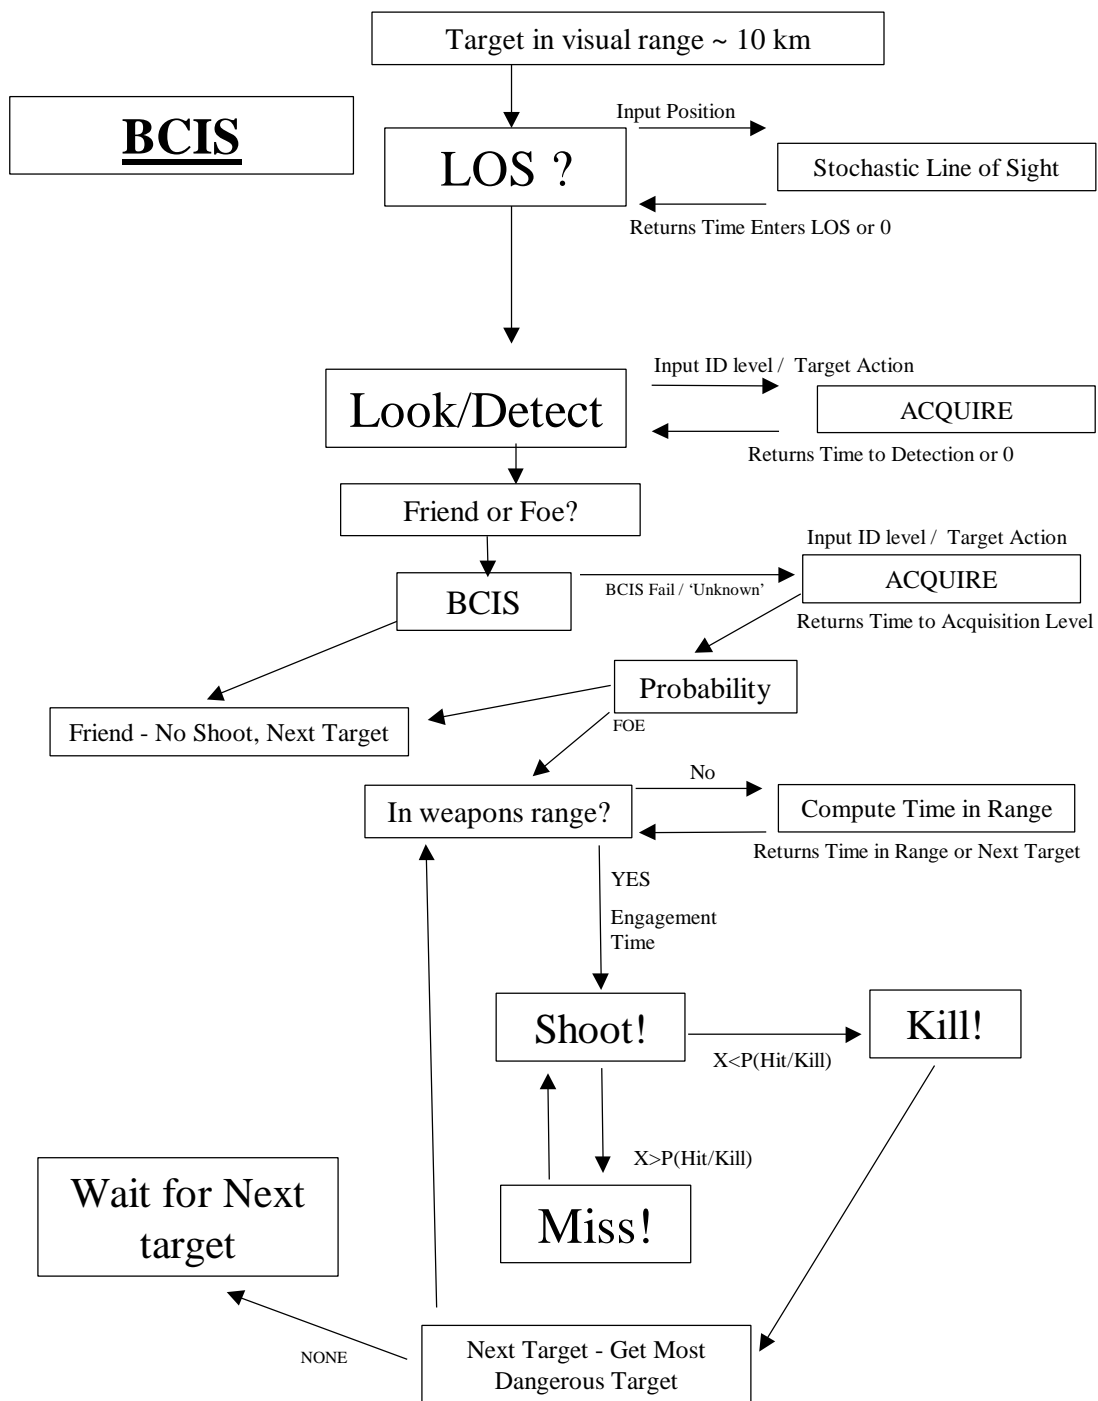 Target in visual range ~ 10 km
BCIS
Input Position
LOS ?
Stochastic Line of Sight
Returns Time Enters LOS or 0
Input ID level /  Target Action
Look/Detect
ACQUIRE
Returns Time to Detection or 0
Friend or Foe?
Input ID level /  Target Action
BCIS
BCIS Fail / ‘Unknown’
ACQUIRE
Returns Time to Acquisition Level
Probability
Friend - No Shoot, Next Target
FOE
No
In weapons range?
Compute Time in Range
Returns Time in Range or Next Target
YES
Engagement
Time
Shoot!
Kill!
X<P(Hit/Kill)
X>P(Hit/Kill)
Miss!
Wait for Next
target
NONE
Next Target - Get Most
Dangerous Target